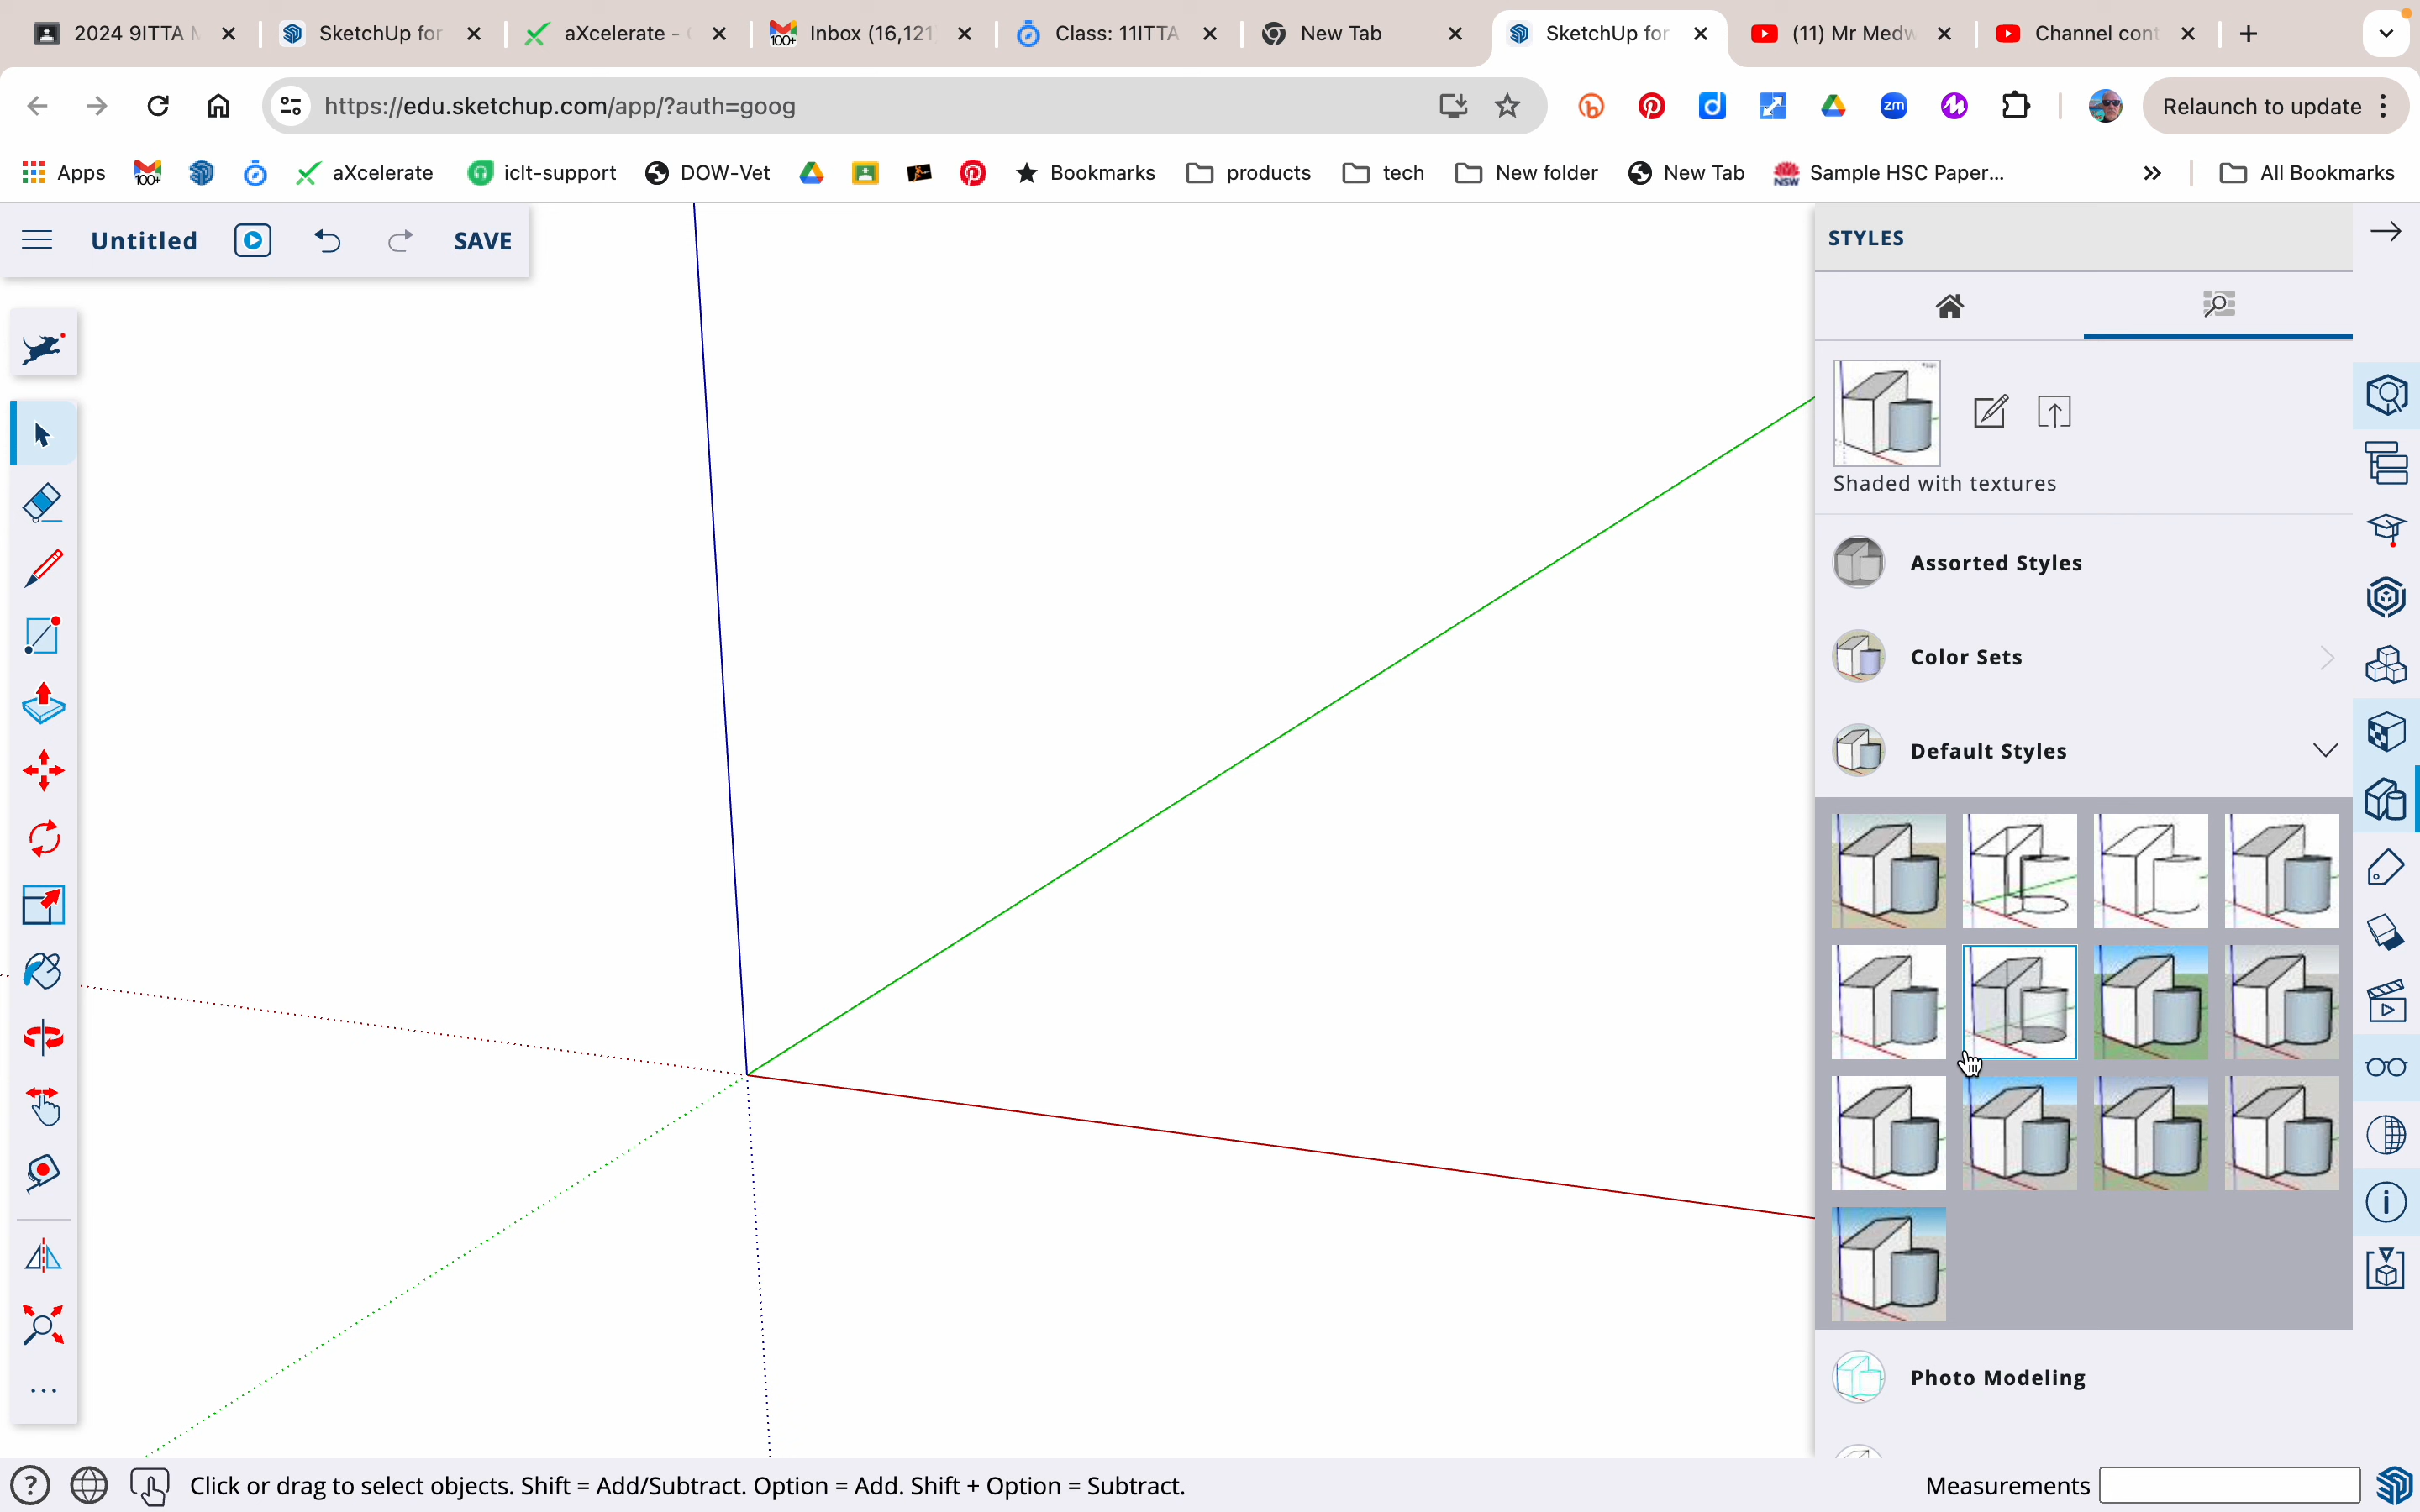 2024 9ITTA M
SketchUp for
aXcelerate -
Inbox (16,121
Class: 11ITTA
New Tab
SketchUp for
(11) Mr Medw
Channel cont
https://edu.sketchup.com/app/?auth=goog
zm
Relaunch to update
Apps
100+
aXcelerate
iclt-support
DOW-Vet
Bookmarks
products
tech
New folder
New Tab
NSW
Sample HSC Paper...
All Bookmarks
Untitled
SAVE
STYLES
Shaded with textures
Assorted Styles
Color Sets
Default Styles
Photo Modeling
Click or drag to select objects. Shift = Add/Subtract. Option = Add. Shift + Option = Subtract.
Measurements